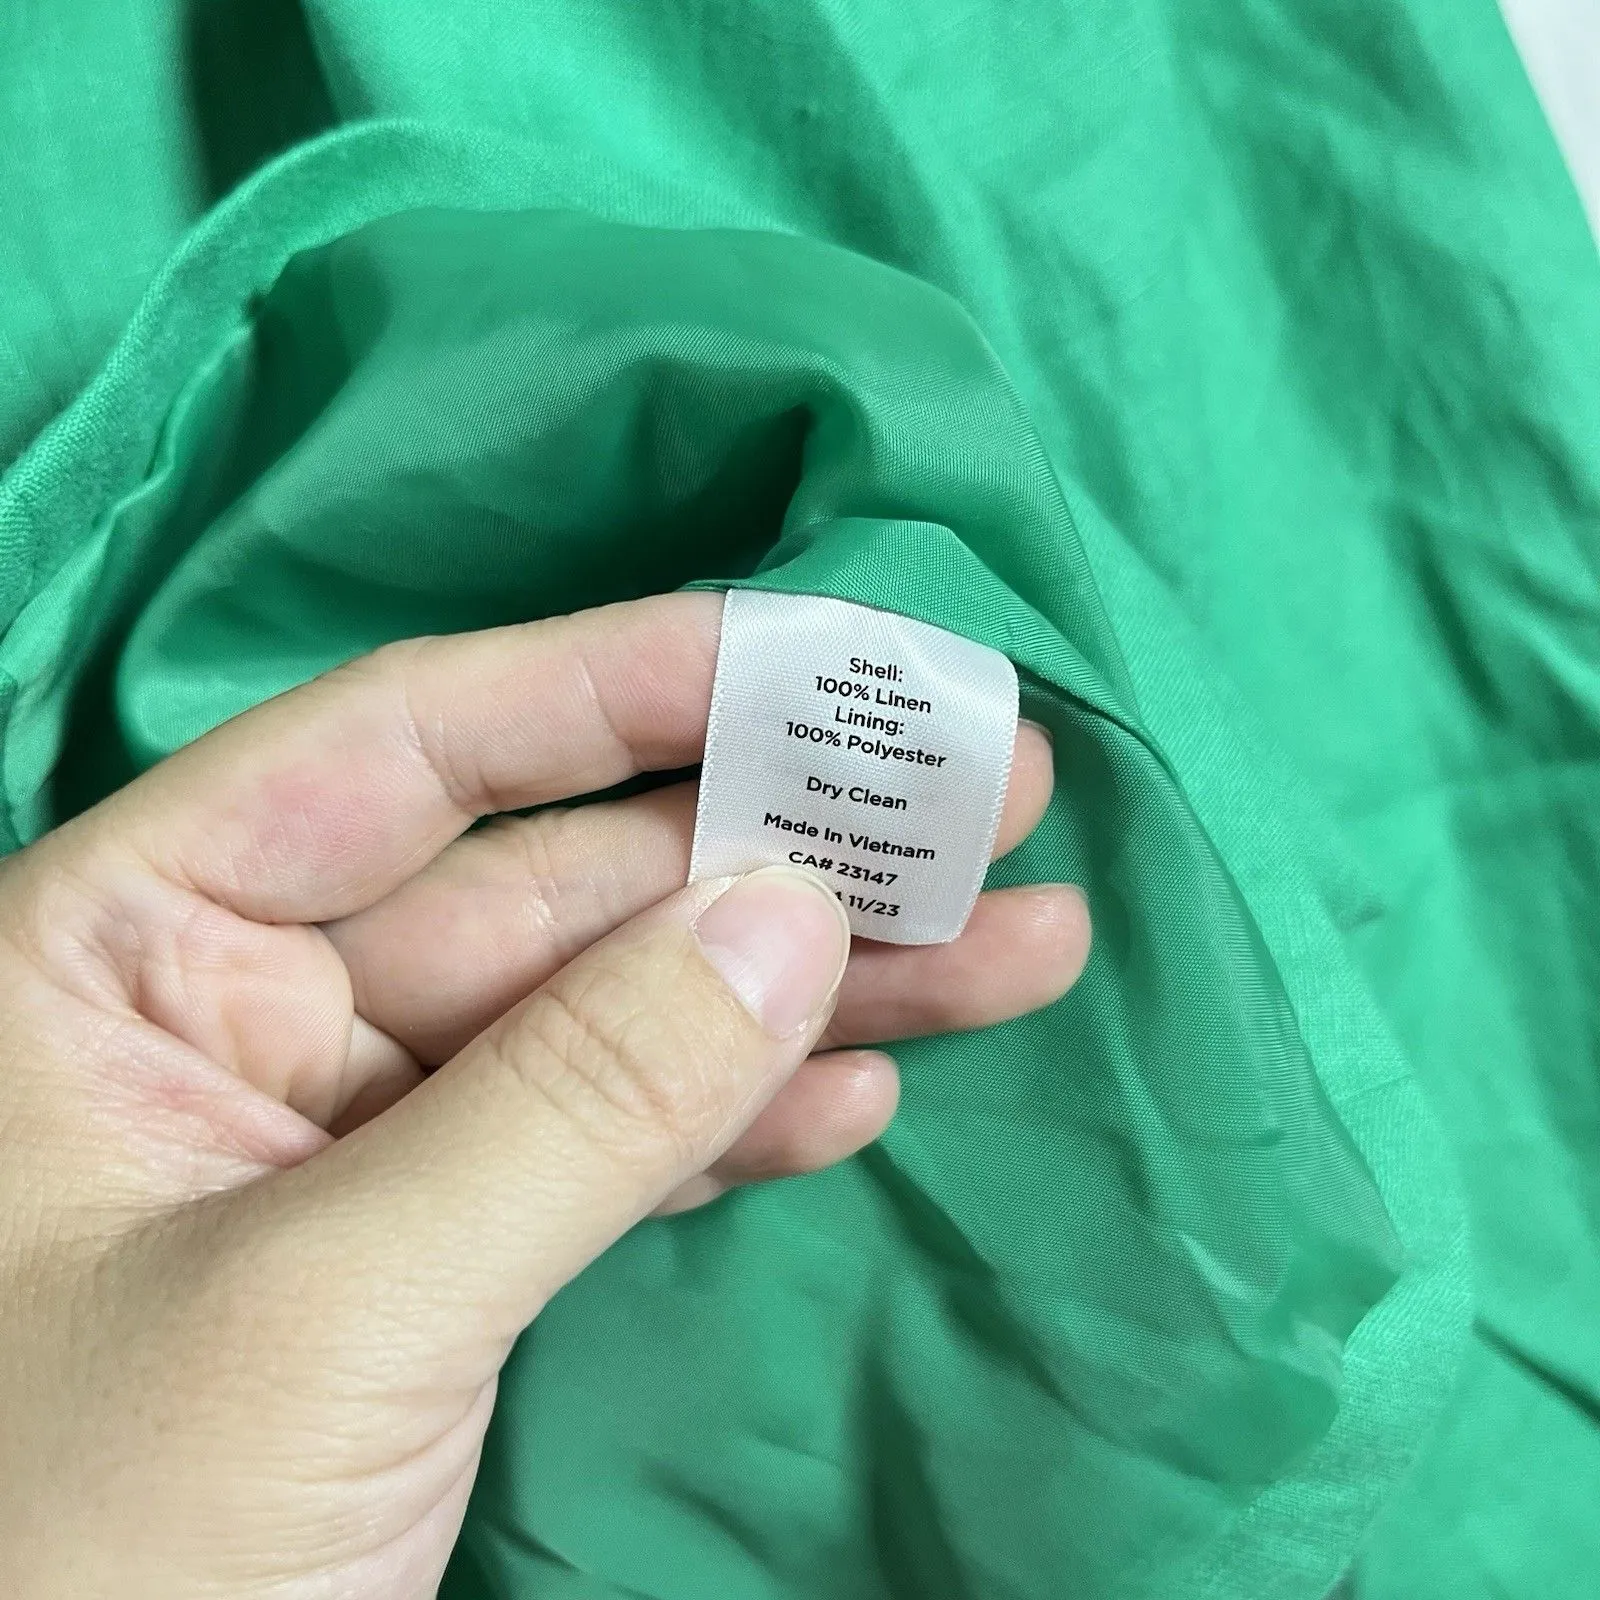 Shell:
100% Linen
Lining:
100% Polyester
Dry Clean
Made In Vietnam
CA# 23147
11/23